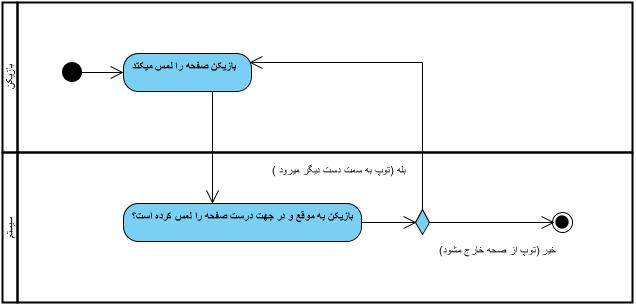 بازیکن
بازیکن صفحه را لمس میکند
بله (توپ به سمت دست دیگر میرود )
سیستم
بازیکن به موقع و در جهت درست صفحه را لمس کرده است؟
خیر (توپ از صحه خارج مشود)